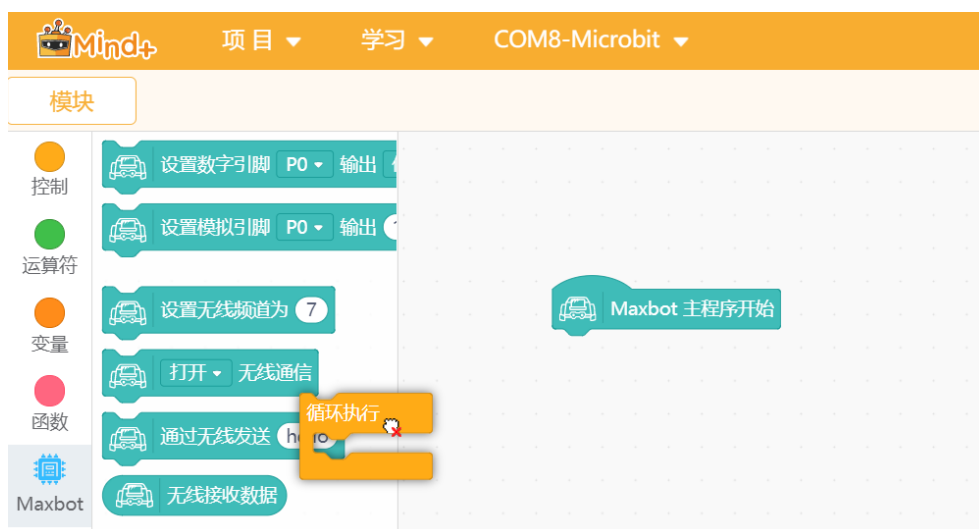 Mind+ 项目 学习 COM8-Microbit
模块
控制
运算符
变量
函数
Maxbot
设置数字引脚 P0 输出
设置模拟引脚 P0 输出
设置无线频道为 7
打开 无线通信
循环执行
通过无线发送
无线接收数据
Maxbot 主程序开始